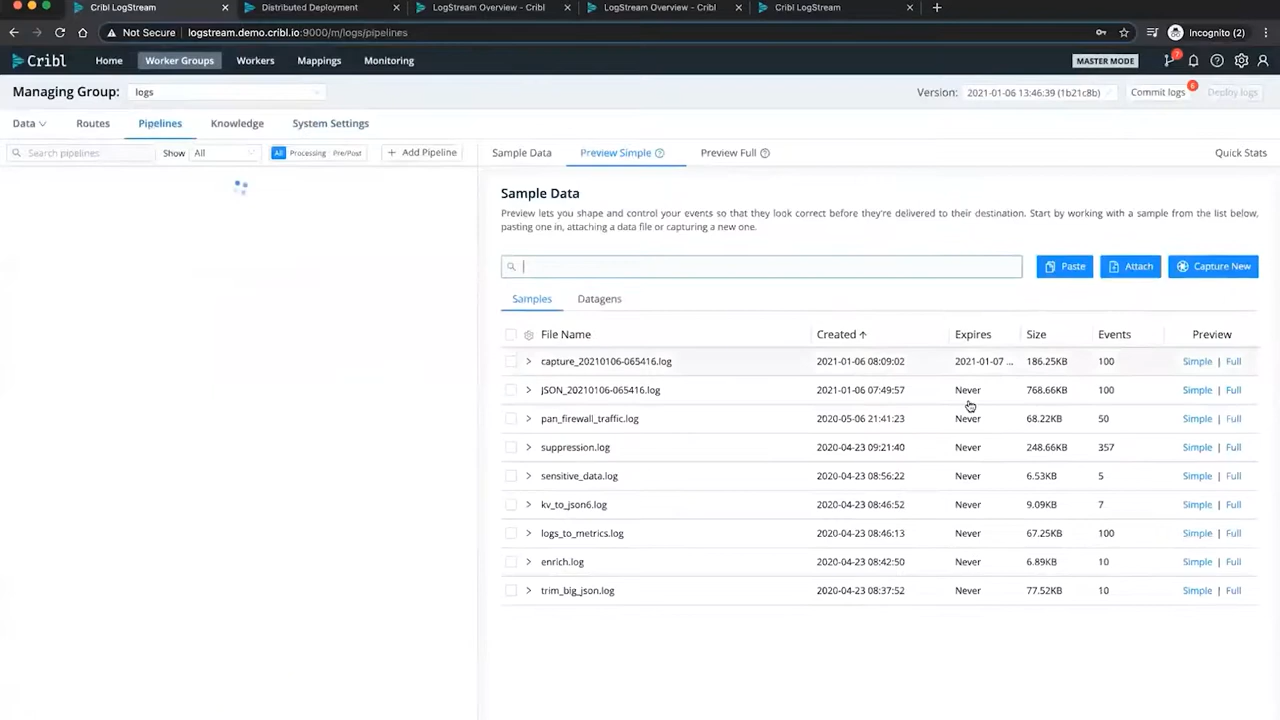 Cribl LogStream
Distributed Deployment
LogStream Overview - Cribl
LogStream Overview - Cribl
Cribl LogStream
Not Secure | logstream.demo.cribl.io:9000/m/logs/pipelines
Incognito (2)
Cribl Home Worker Groups Workers Mappings Monitoring
MASTER MODE 7
Managing Group: logs
Version: 2021-01-06 13:46:39 (1b21c8b) Commit logs 6 Deploy logs
Data Routes Pipelines Knowledge System Settings
Search pipelines Show All All Processing Pre/Post + Add Pipeline
Sample Data Preview Simple Preview Full Quick Stats
Sample Data
Preview lets you shape and control your events so that they look correct before they're delivered to their destination. Start by working with a sample from the list below,
pasting one in, attaching a data file or capturing a new one.
Paste Attach Capture New
Samples Datagens
File Name Created Expires Size Events Preview
capture_20210106-065416.log 2021-01-06 08:09:02 2021-01-07 ... 186.25KB 100 Simple | Full
JSON_20210106-065416.log 2021-01-06 07:49:57 Never 768.66KB 100 Simple | Full
pan_firewall_traffic.log 2020-05-06 21:41:23 Never 68.22KB 50 Simple | Full
suppression.log 2020-04-23 09:21:40 Never 248.66KB 357 Simple | Full
sensitive_data.log 2020-04-23 08:56:22 Never 6.53KB 5 Simple | Full
kv_to_json6.log 2020-04-23 08:46:52 Never 9.09KB 7 Simple | Full
logs_to_metrics.log 2020-04-23 08:46:13 Never 67.25KB 100 Simple | Full
enrich.log 2020-04-23 08:42:50 Never 6.89KB 10 Simple | Full
trim_big_json.log 2020-04-23 08:37:52 Never 77.52KB 10 Simple | Full